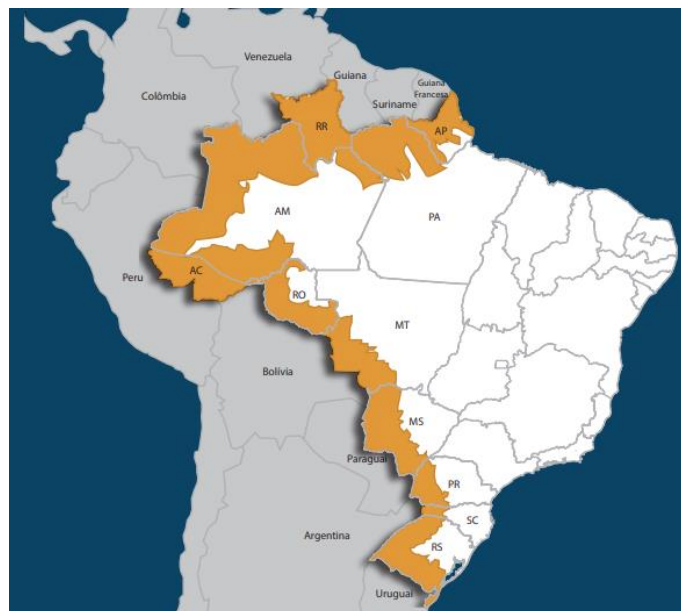 Venezuela
Guiana
Colômbia
Guiana
Francesa
Suriname
RR
AP
AM
PA
Peru
AC
RO
MT
Bolívia
MS
Paraguai
PR
SC
Argentina
RS
Uruguai